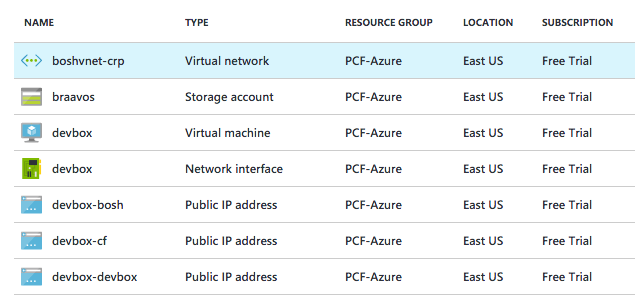 NAME TYPE RESOURCE GROUP LOCATION SUBSCRIPTION
boshvnet-crp Virtual network PCF-Azure East US Free Trial
braavos Storage account PCF-Azure East US Free Trial
devbox Virtual machine PCF-Azure East US Free Trial
devbox Network interface PCF-Azure East US Free Trial
devbox-bosh Public IP address PCF-Azure East US Free Trial
devbox-cf Public IP address PCF-Azure East US Free Trial
devbox-devbox Public IP address PCF-Azure East US Free Trial